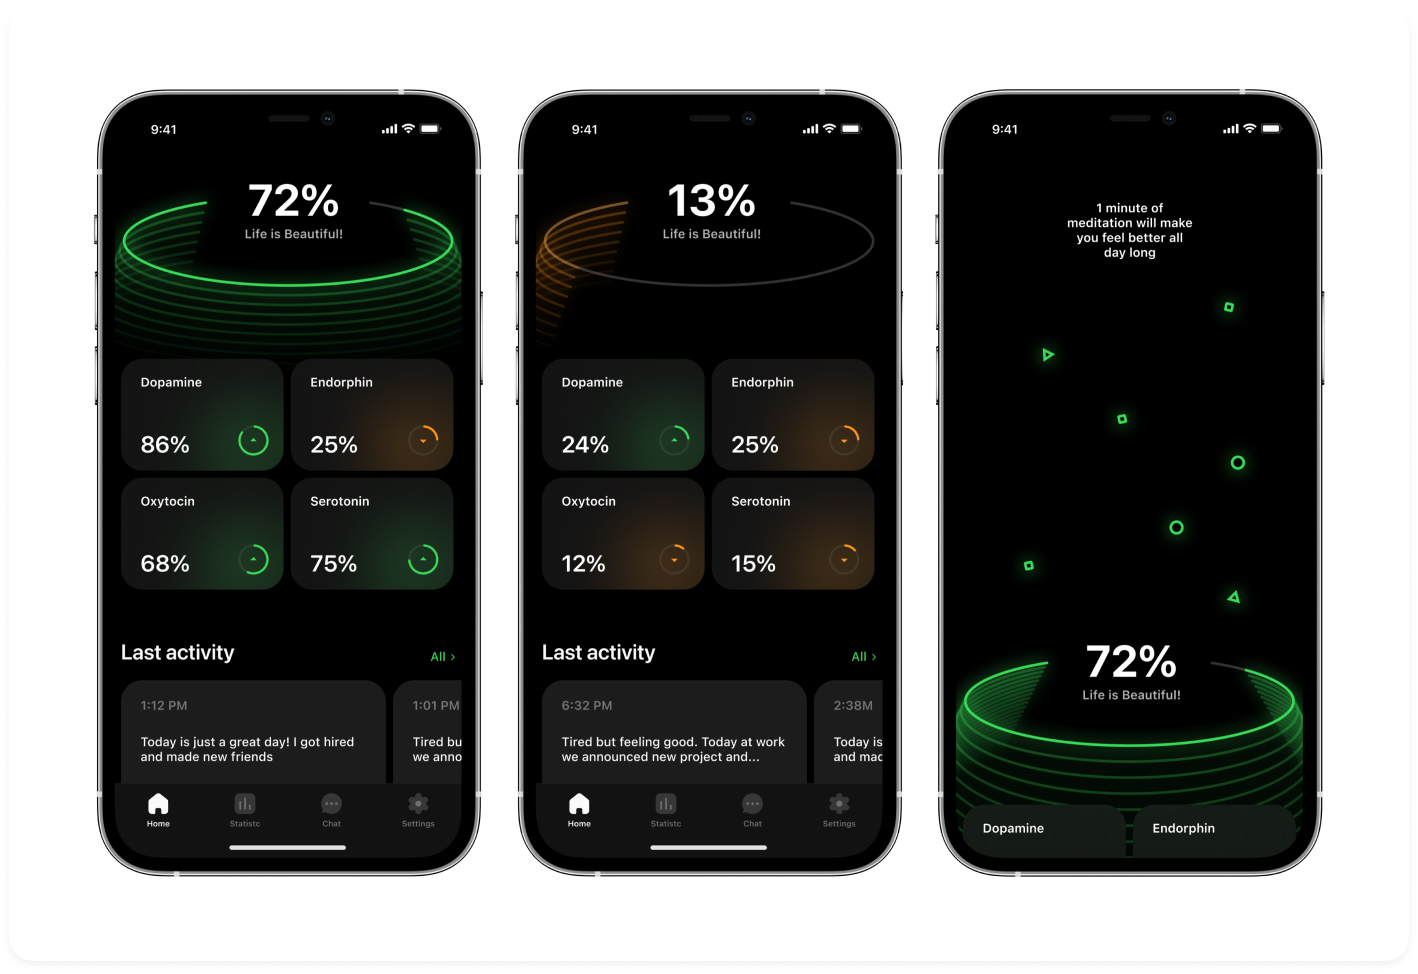 9:41
72%
Life is Beautiful!
Dopamine
86%
Endorphin
25%
Oxytocin
68%
Serotonin
75%
Last activity
All ›
1:12 PM
Today is just a great day! I got hired
and made new friends
1:01 PM
Tired bu
we anno
Home
Statistc
Chat
Settings
9:41
13%
Life is Beautiful!
Dopamine
24%
Endorphin
25%
Oxytocin
12%
Serotonin
15%
Last activity
All ›
6:32 PM
Tired but feeling good. Today at work
we announced new project and...
2:38M
Today is
and mac
Home
Statistc
Chat
Settings
9:41
1 minute of
meditation will make
you feel better all
day long
72%
Life is Beautiful!
Dopamine
Endorphin